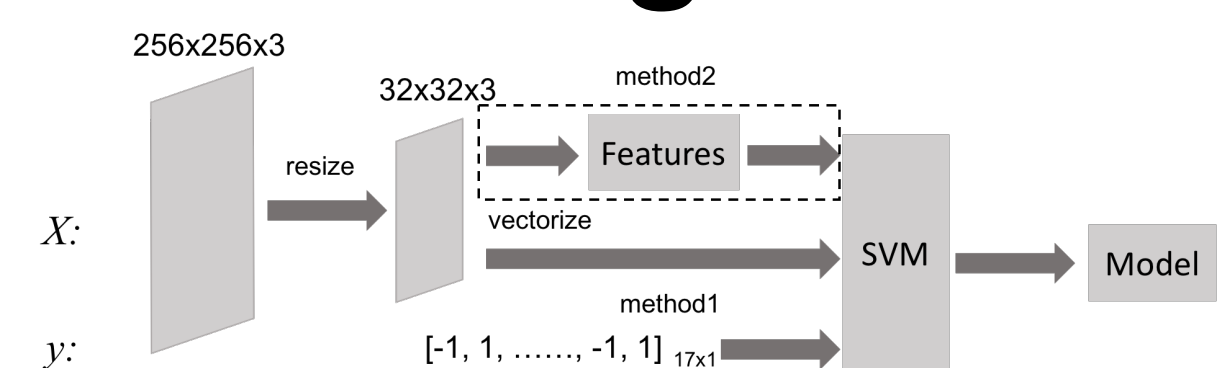 256x256x3
32x32x3
method2
resize
Features
vectorize
X:
SVM
Model
method1
y:
[-1, 1, ......, -1, 1] 17x1